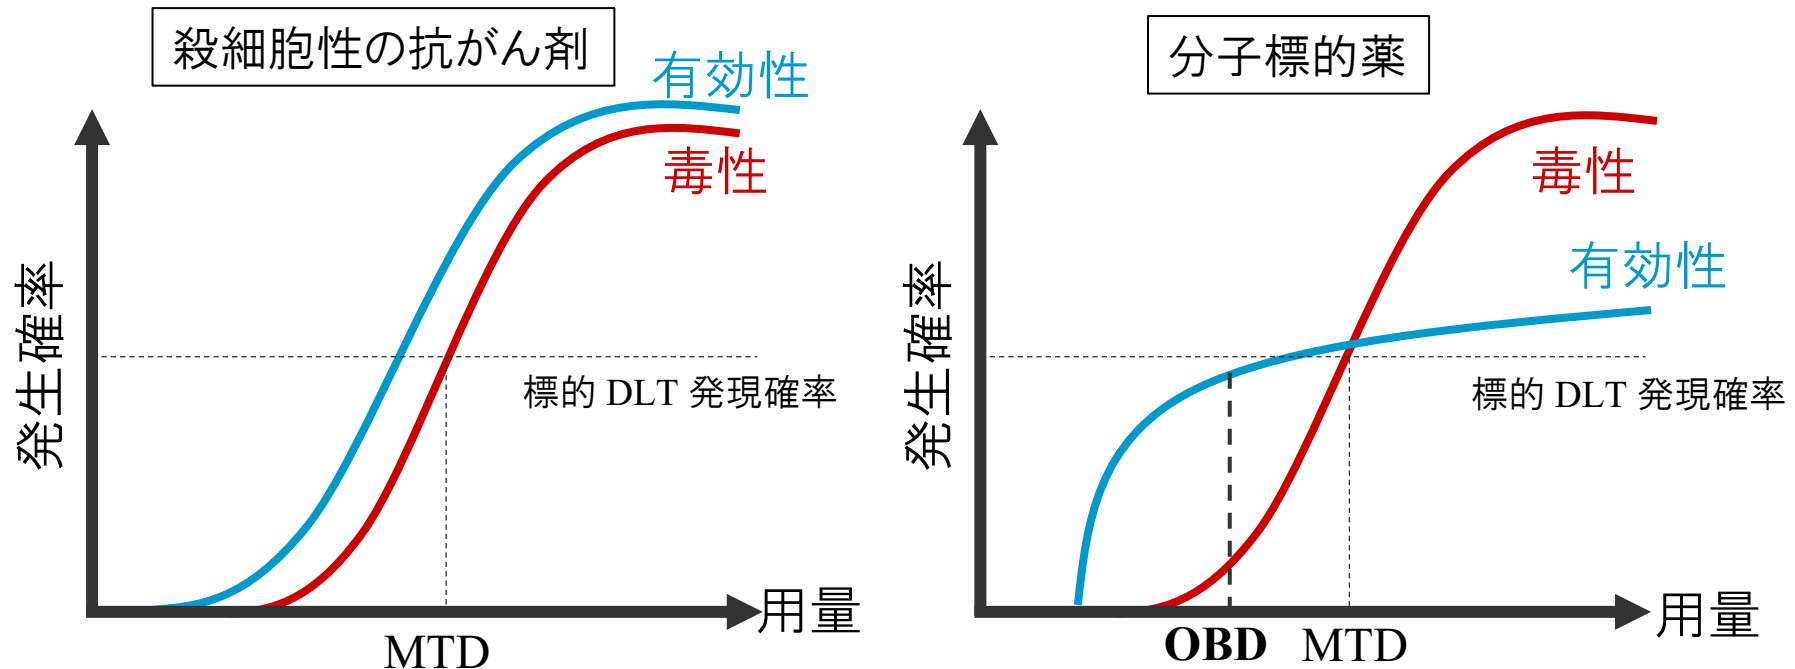 殺細胞性の抗がん剤
有効性
毒性
発生確率
標的 DLT 発現確率
用量
MTD
分子標的薬
毒性
有効性
発生確率
標的 DLT 発現確率
用量
OBD
MTD